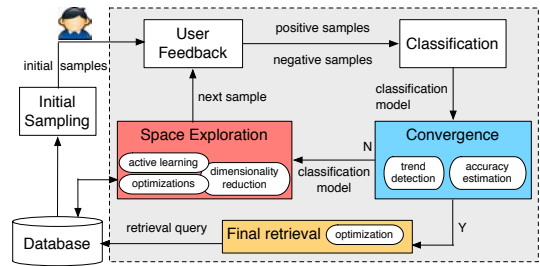 User
Feedback
positive samples
negative samples
Classification
initial samples
Initial
Sampling
next sample
classification
model
Space Exploration
active learning
optimizations
dimensionality
reduction
N
classification
model
Convergence
trend
detection
accuracy
estimation
Y
Database
retrieval query
Final retrieval
optimization